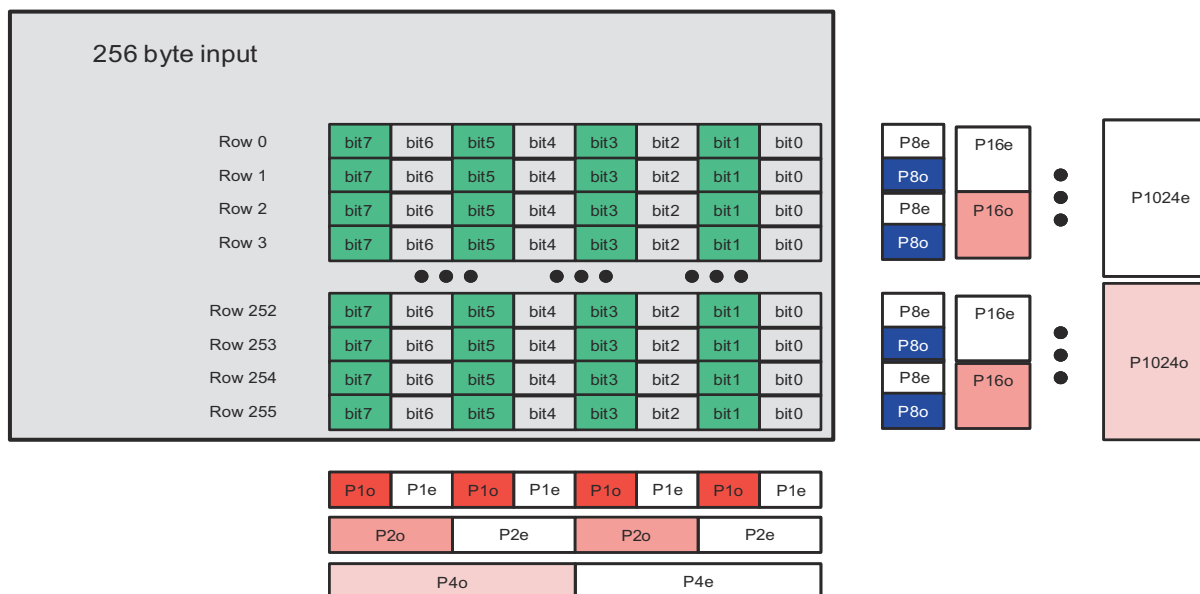 256 byte input
Row 0 bit7 bit6 bit5 bit4 bit3 bit2 bit1 bit0 P8e P16e
Row 1 bit7 bit6 bit5 bit4 bit3 bit2 bit1 bit0 P8o
Row 2 bit7 bit6 bit5 bit4 bit3 bit2 bit1 bit0 P8e P16o P1024e
Row 3 bit7 bit6 bit5 bit4 bit3 bit2 bit1 bit0 P8o
Row 252 bit7 bit6 bit5 bit4 bit3 bit2 bit1 bit0 P8e P16e
Row 253 bit7 bit6 bit5 bit4 bit3 bit2 bit1 bit0 P8o
Row 254 bit7 bit6 bit5 bit4 bit3 bit2 bit1 bit0 P8e P16o P1024o
Row 255 bit7 bit6 bit5 bit4 bit3 bit2 bit1 bit0 P8o
P1o P1e P1o P1e P1o P1e P1o P1e
P2o P2e P2o P2e
P4o P4e